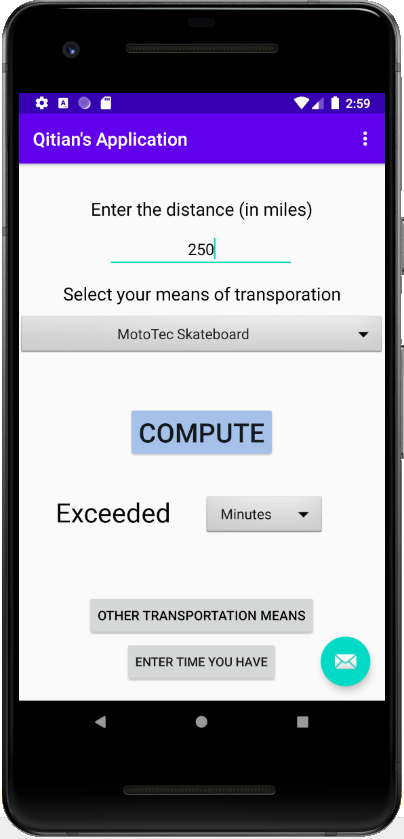 2:59
Qitian's Application
Enter the distance (in miles)
250
Select your means of transporation
MotoTec Skateboard
COMPUTE
Exceeded
Minutes
OTHER TRANSPORTATION MEANS
ENTER TIME YOU HAVE